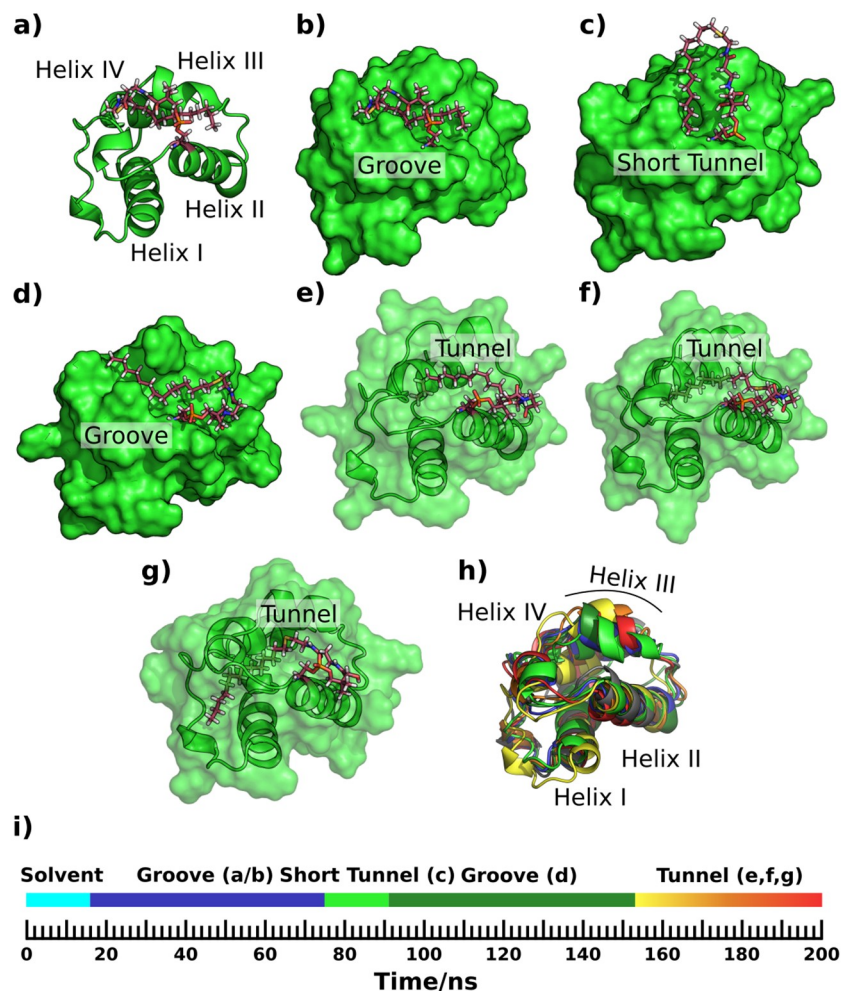 a)
b)
c)
Helix IV
Helix III
Groove
Short Tunnel
Helix II
Helix I
d)
e)
f)
Groove
Tunnel
Tunnel
g)
h)
Tunnel
Helix IV
Helix III
Helix II
Helix I
i)
Solvent Groove (a/b) Short Tunnel (c) Groove (d) Tunnel (e,f,g)
0 20 40 60 80 100 120 140 160 180 200
Time/ns